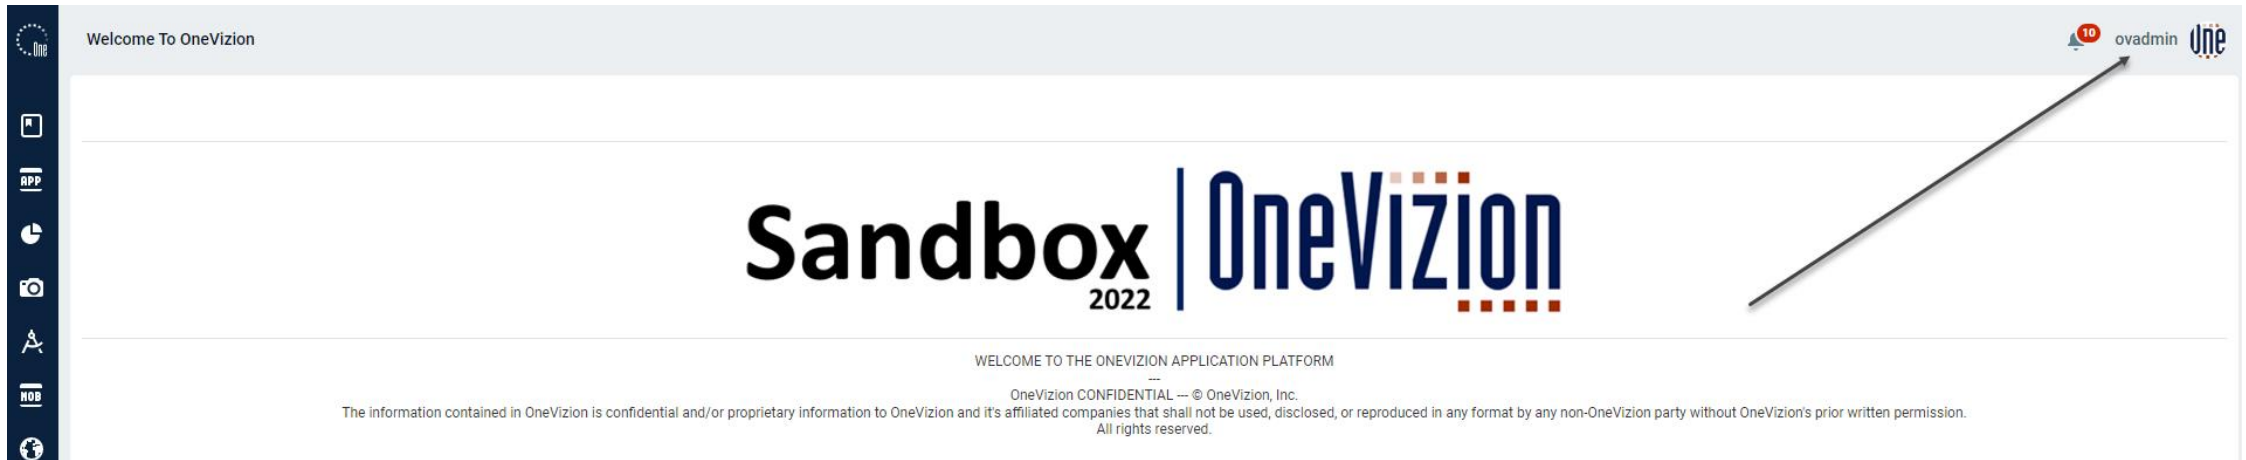 One
Welcome To OneVizion
10
ovadmin
One
APP
MOB
Sandbox
2022
OneVizion
WELCOME TO THE ONEVIZION APPLICATION PLATFORM
---
OneVizion CONFIDENTIAL --- © OneVizion, Inc.
The information contained in OneVizion is confidential and/or proprietary information to OneVizion and it's affiliated companies that shall not be used, disclosed, or reproduced in any format by any non-OneVizion party without OneVizion's prior written permission.
All rights reserved.